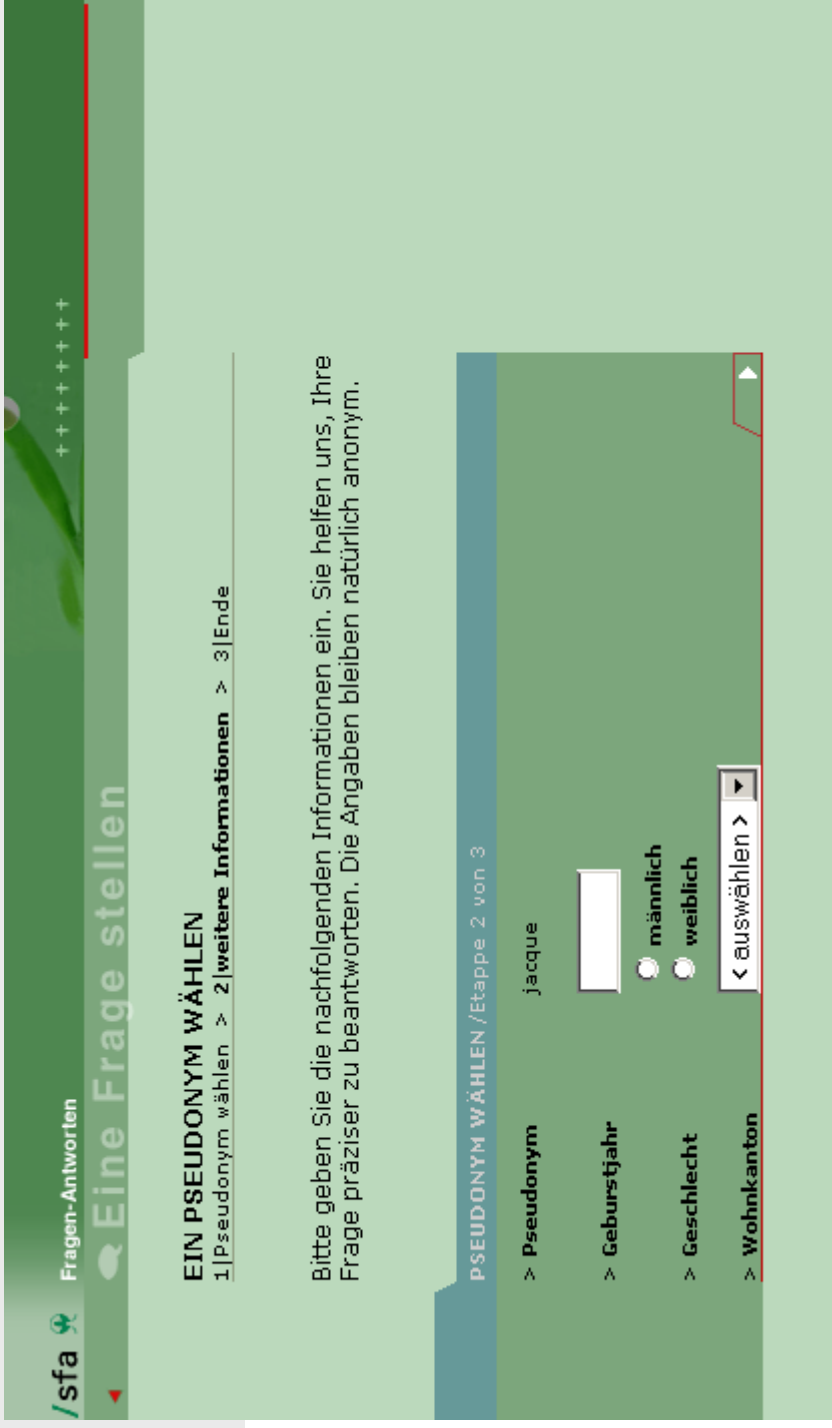 /sfa Fragen-Antworten
++++++++
Eine Frage stellen
EIN PSEUDONYM WÄHLEN
1|Pseudonym wählen > 2|weitere Informationen > 3|Ende
Bitte geben Sie die nachfolgenden Informationen ein. Sie helfen uns, Ihre
Frage präziser zu beantworten. Die Angaben bleiben natürlich anonym.
PSEUDONYM WÄHLEN/Etappe 2 von 3
> Pseudonym jacque
> Geburstjahr
> Geschlecht männlich
weiblich
> Wohnkanton < auswählen >